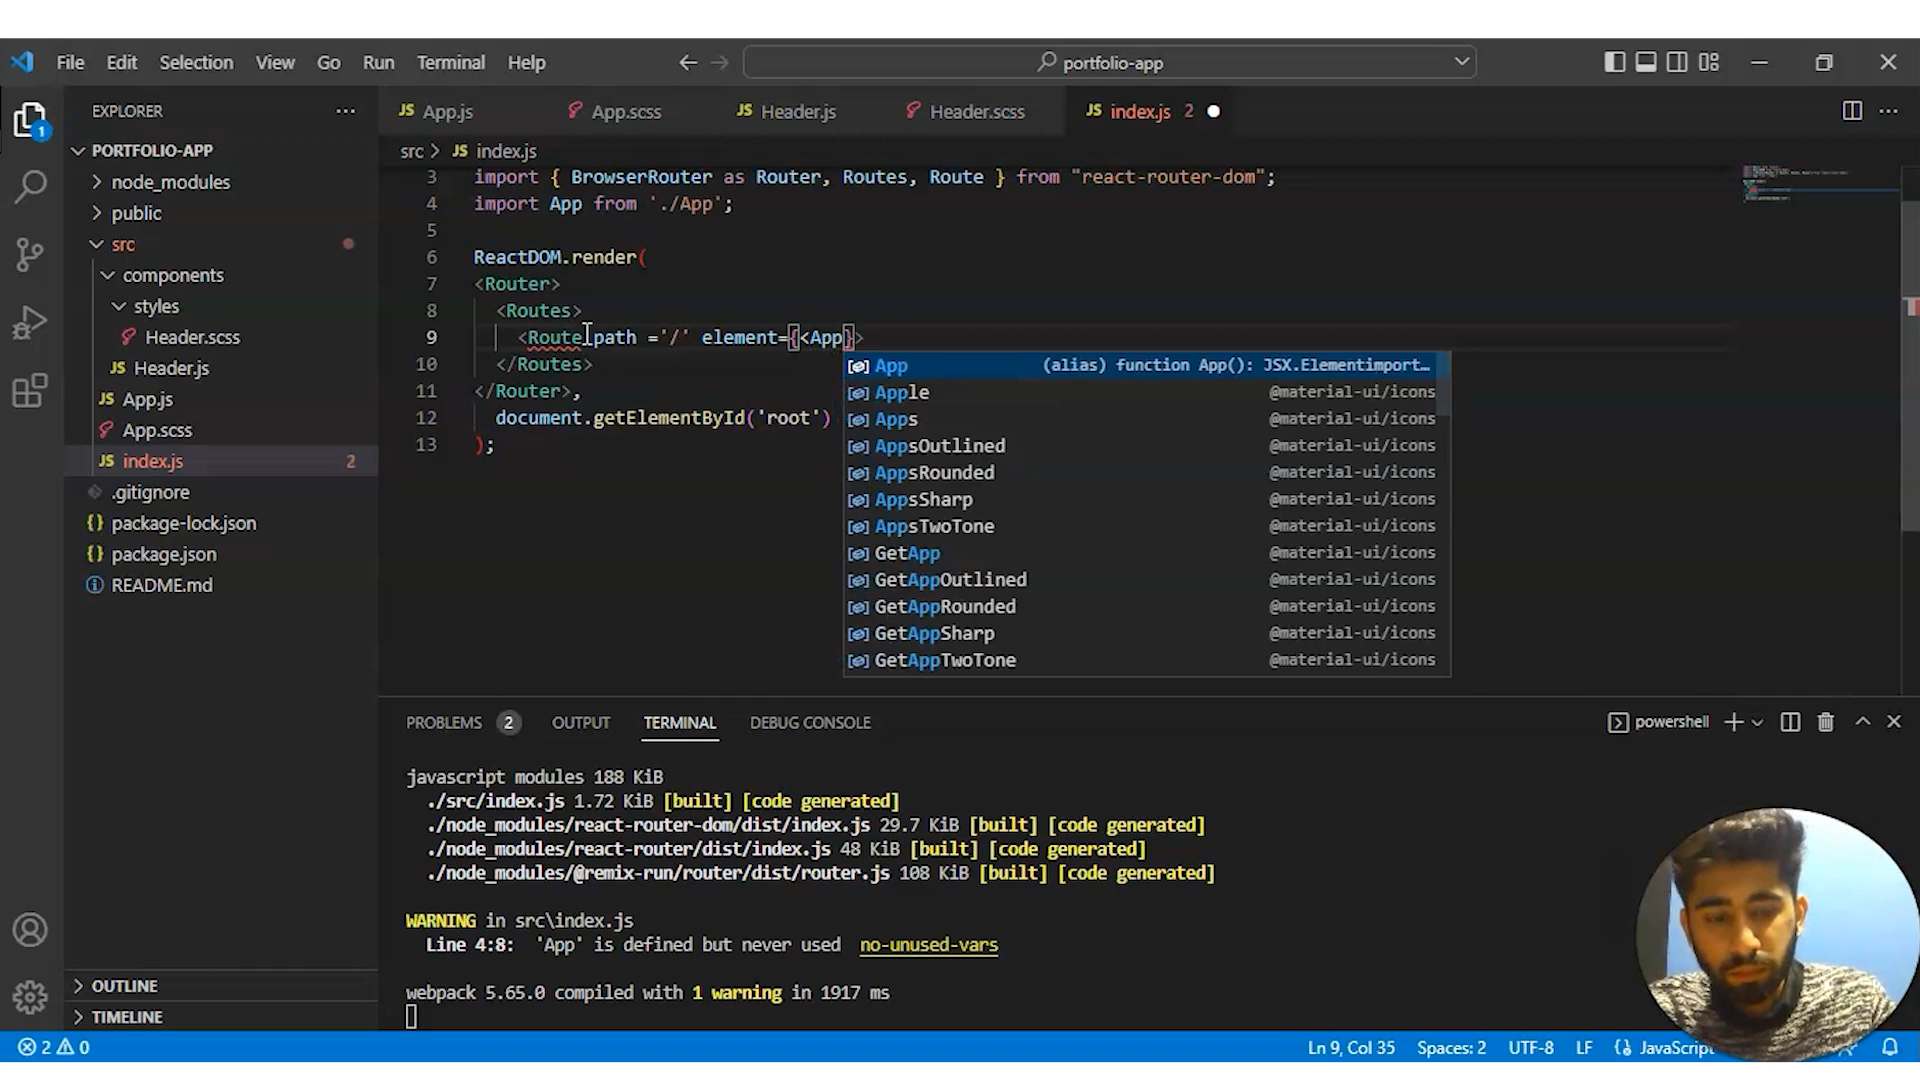 File Edit Selection View Go Run Terminal Help
portfolio-app
EXPLORER
App.js App.scss Header.js Header.scss index.js 2
PORTFOLIO-APP
src > JS index.js
node_modules
public
src
components
styles
Header.scss
JS Header.js
JS App.js
App.scss
JS index.js 2
.gitignore
{} package-lock.json
{} package.json
README.md
OUTLINE
TIMELINE
3 import { BrowserRouter as Router, Routes, Route } from "react-router-dom";
4 import App from './App';
5
6 ReactDOM.render(
7 <Router>
8 <Routes>
9 <Route path ='/' element={<App}>
10 </Routes>
11 </Router>,
12 document.getElementById('root')
13 );
App (alias) function App(): JSX.Elementimport…
Apple @material-ui/icons
Apps @material-ui/icons
AppsOutlined @material-ui/icons
AppsRounded @material-ui/icons
AppsSharp @material-ui/icons
AppsTwoTone @material-ui/icons
GetApp @material-ui/icons
GetAppOutlined @material-ui/icons
GetAppRounded @material-ui/icons
GetAppSharp @material-ui/icons
GetAppTwoTone @material-ui/icons
PROBLEMS 2 OUTPUT TERMINAL DEBUG CONSOLE
powershell
javascript modules 188 KiB
./src/index.js 1.72 KiB [built] [code generated]
./node_modules/react-router-dom/dist/index.js 29.7 KiB [built] [code generated]
./node_modules/react-router/dist/index.js 48 KiB [built] [code generated]
./node_modules/@remix-run/router/dist/router.js 108 KiB [built] [code generated]
WARNING in src\index.js
Line 4:8: 'App' is defined but never used no-unused-vars
webpack 5.65.0 compiled with 1 warning in 1917 ms
2 0
Ln 9, Col 35 Spaces: 2 UTF-8 LF JavaScript